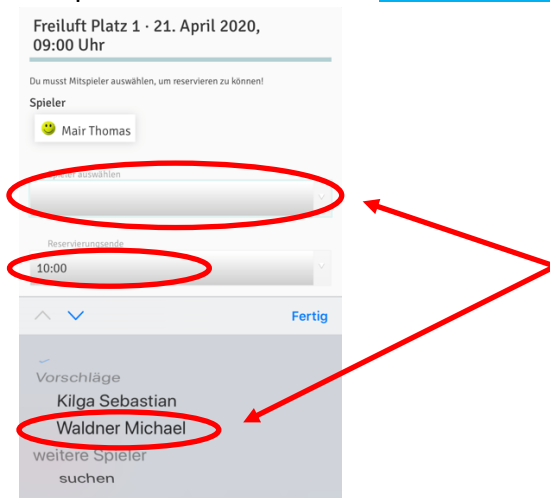 Freiluft Platz 1 · 21. April 2020,
09:00 Uhr
Du musst Mitspieler auswählen, um reservieren zu können!
Spieler
Mair Thomas
Spieler auswählen
Reservierungsende
10:00
Fertig
Vorschläge
Kilga Sebastian
Waldner Michael
weitere Spieler
suchen